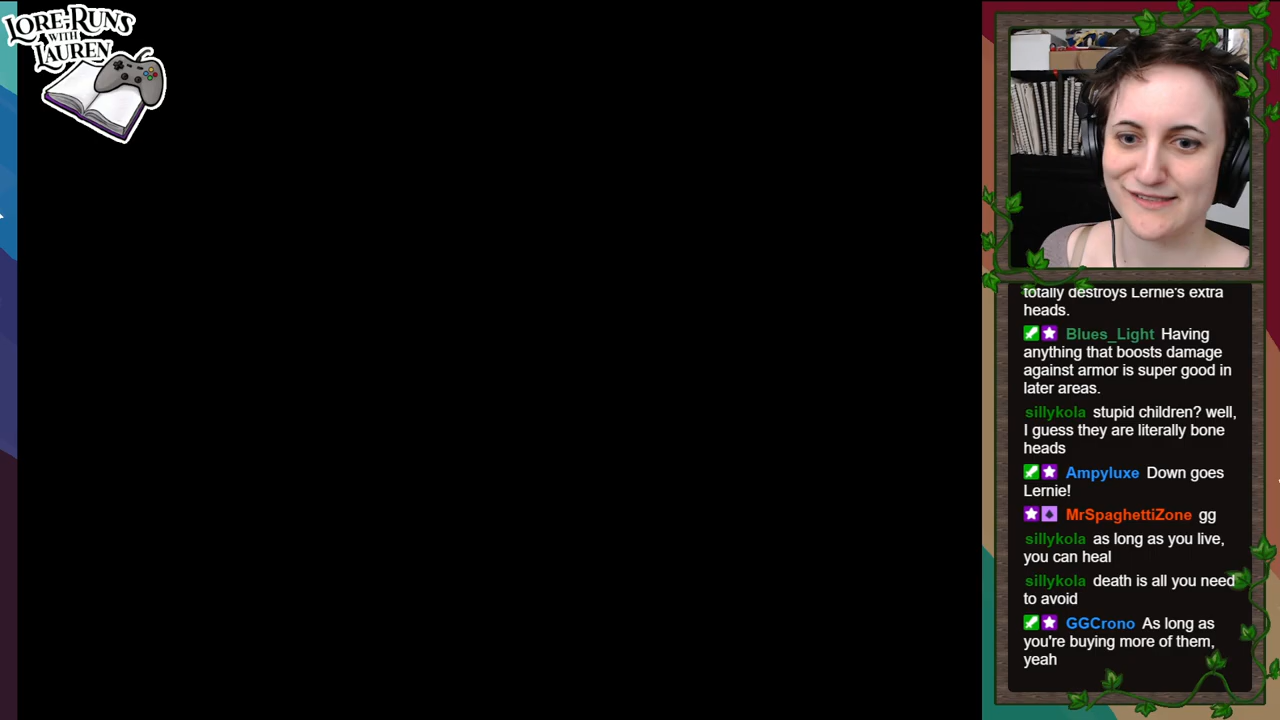 LORE-RUNS
WITH
LAUREN
totally destroys Lernie's extra
heads.
Blues_Light Having
anything that boosts damage
against armor is super good in
later areas.
sillykola stupid children? well,
I guess they are literally bone
heads
Ampyluxe Down goes
Lernie!
MrSpaghettiZone gg
sillykola as long as you live,
you can heal
sillykola death is all you need
to avoid
GGCrono As long as
you're buying more of them,
yeah